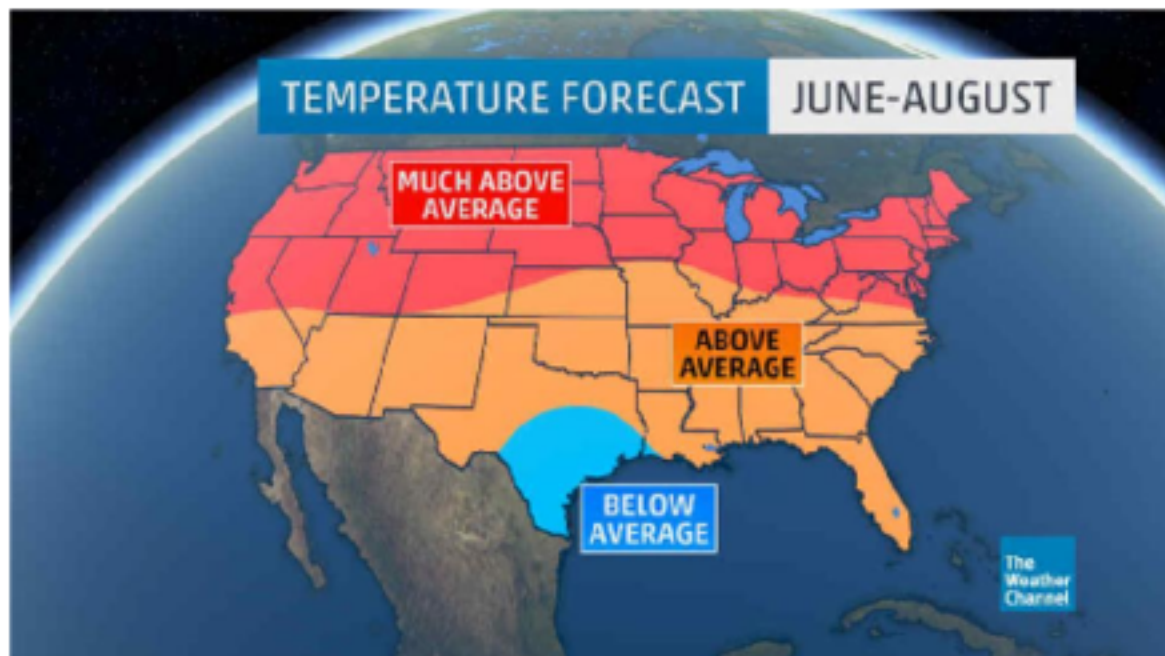 TEMPERATURE FORECAST JUNE-AUGUST
MUCH ABOVE
AVERAGE
ABOVE
AVERAGE
BELOW
AVERAGE
The
Weather
Channel